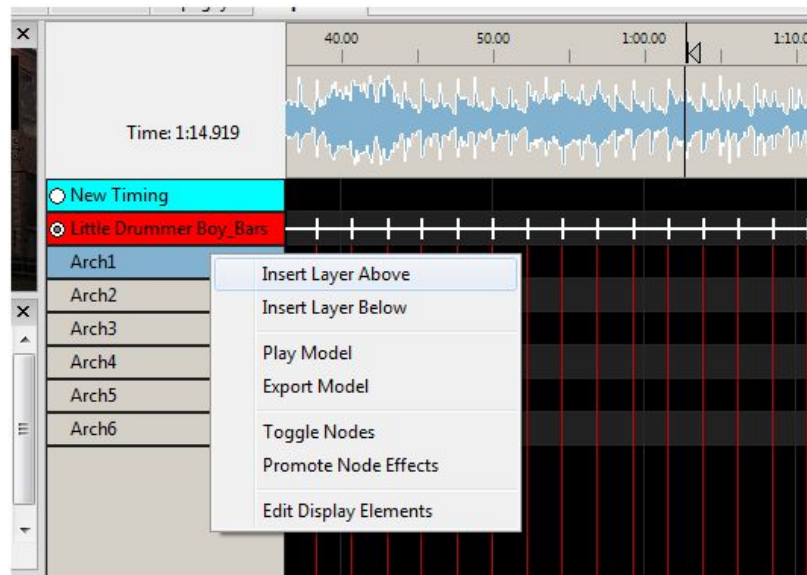 40.00 50.00 1:00.00
Time: 1:14.919
New Timing
Little Drummer Boy_Bars
Arch1
Arch2
Arch3
Arch4
Arch5
Arch6
Insert Layer Above
Insert Layer Below
Play Model
Export Model
Toggle Nodes
Promote Node Effects
Edit Display Elements